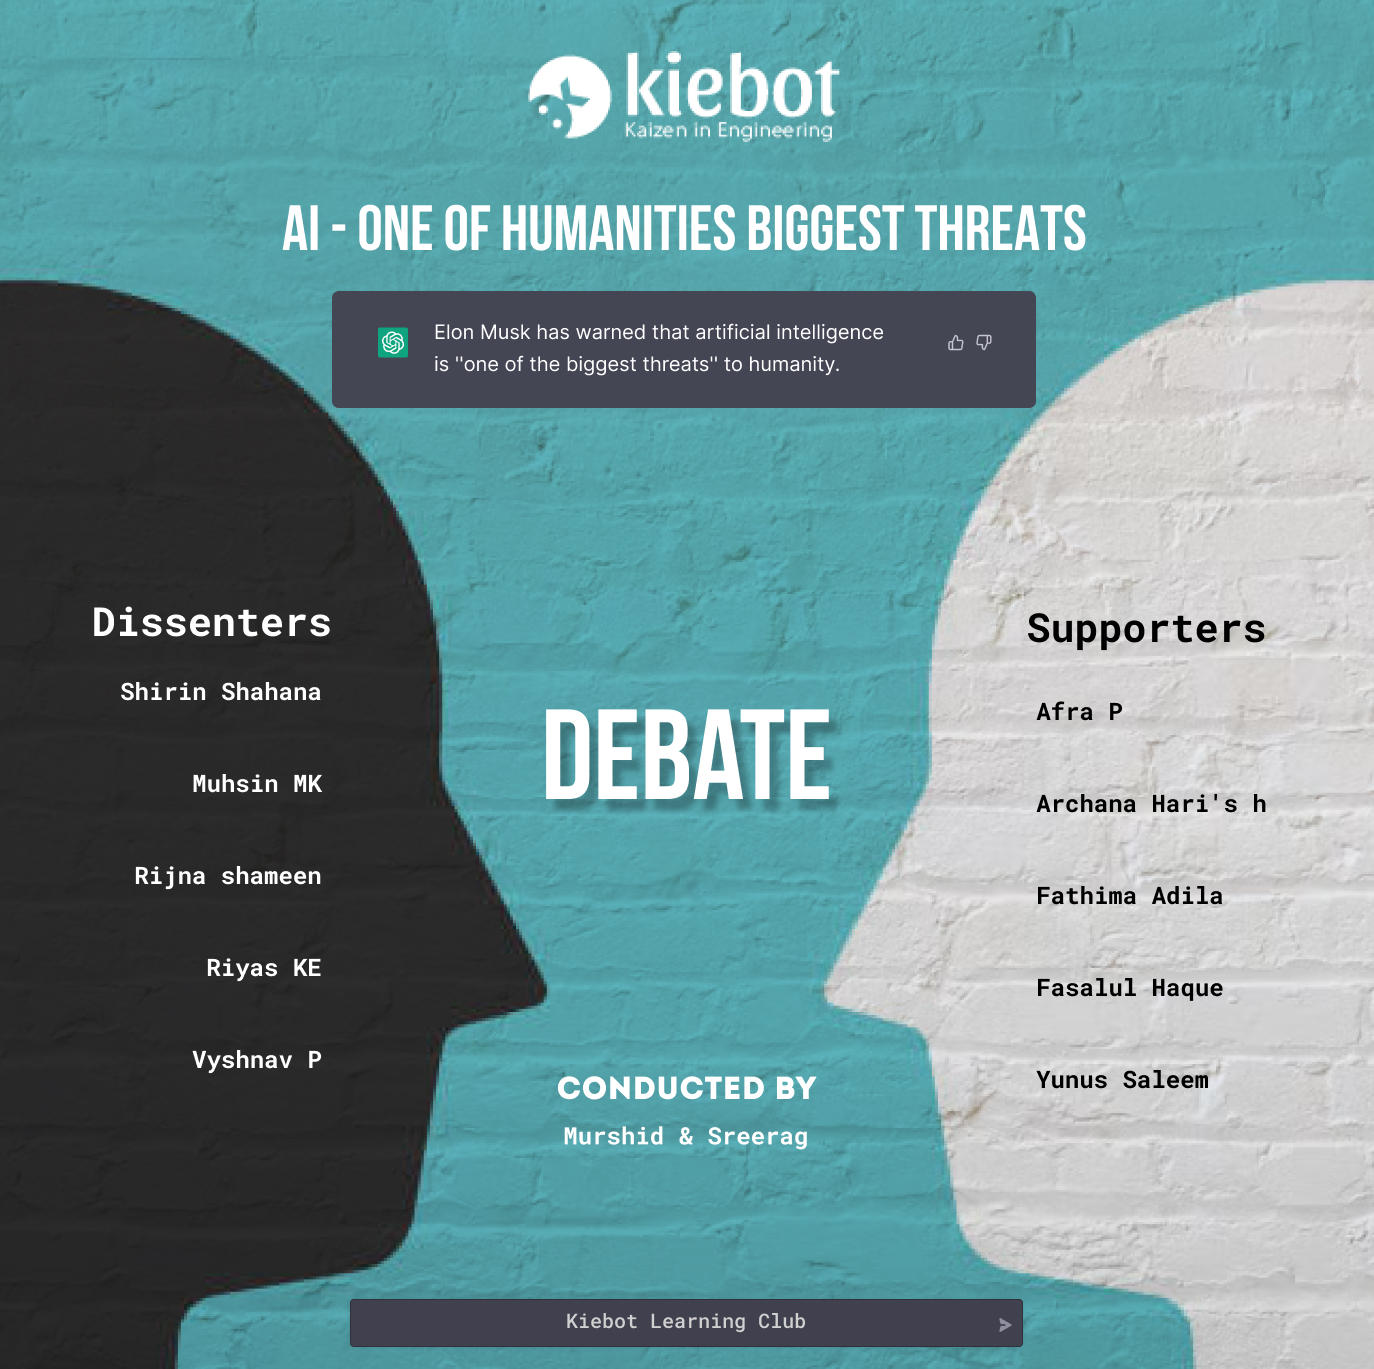 kiebot
Kaizen in Engineering
AI - ONE OF HUMANITIES BIGGEST THREATS
Elon Musk has warned that artificial intelligence
is "one of the biggest threats" to humanity.
Dissenters
Shirin Shahana
Muhsin MK
Rijna shameen
Riyas KE
Vyshnav P
DEBATE
Supporters
Afra P
Archana Hari's h
Fathima Adila
Fasalul Haque
Yunus Saleem
CONDUCTED BY
Murshid & Sreerag
Kiebot Learning Club